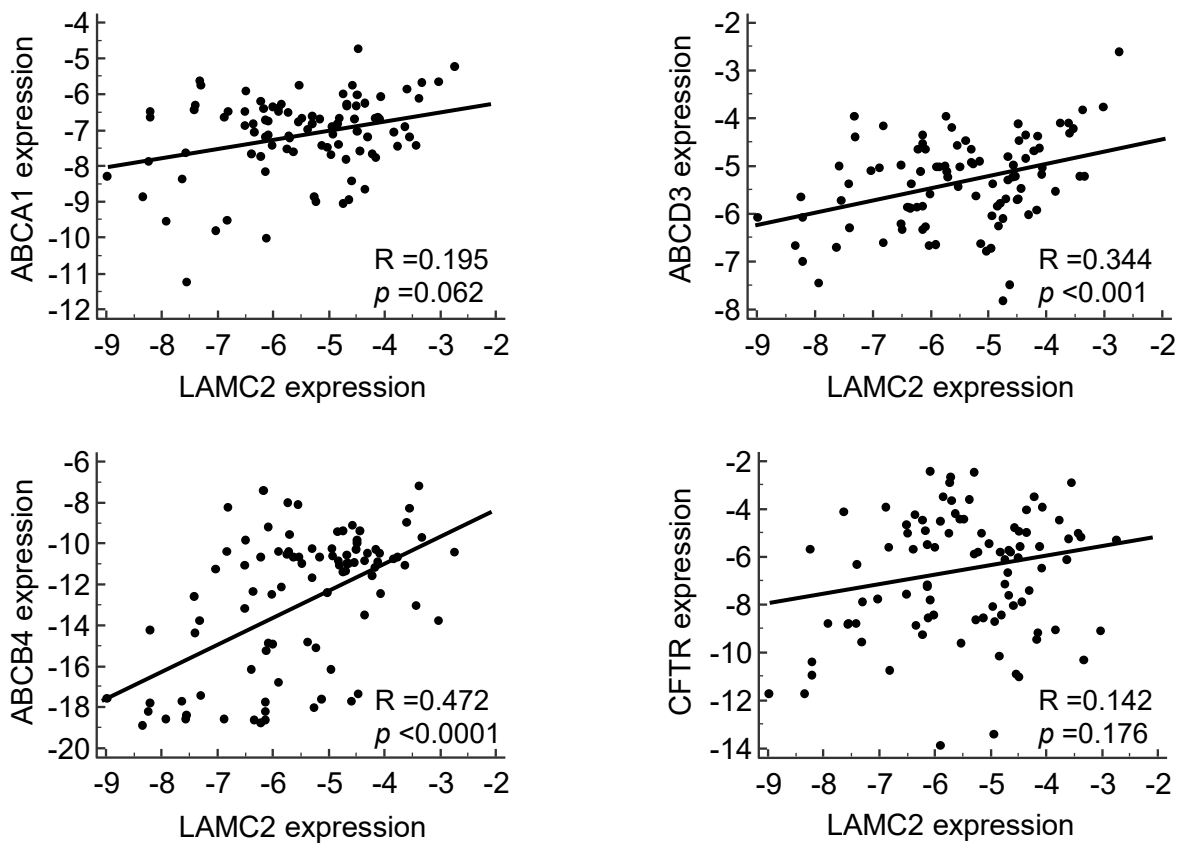 ABCA1 expression
-4
-5
-6
-7
-8
-9
-10
-11
-12
R =0.195
p =0.062
-9 -8 -7 -6 -5 -4 -3 -2
LAMC2 expression
ABCD3 expression
-2
-3
-4
-5
-6
-7
-8
R =0.344
p <0.001
-9 -8 -7 -6 -5 -4 -3 -2
LAMC2 expression
ABCB4 expression
-6
-8
-10
-12
-14
-16
-18
-20
R =0.472
p <0.0001
-9 -8 -7 -6 -5 -4 -3 -2
LAMC2 expression
CFTR expression
-2
-4
-6
-8
-10
-12
-14
R =0.142
p =0.176
-9 -8 -7 -6 -5 -4 -3 -2
LAMC2 expression